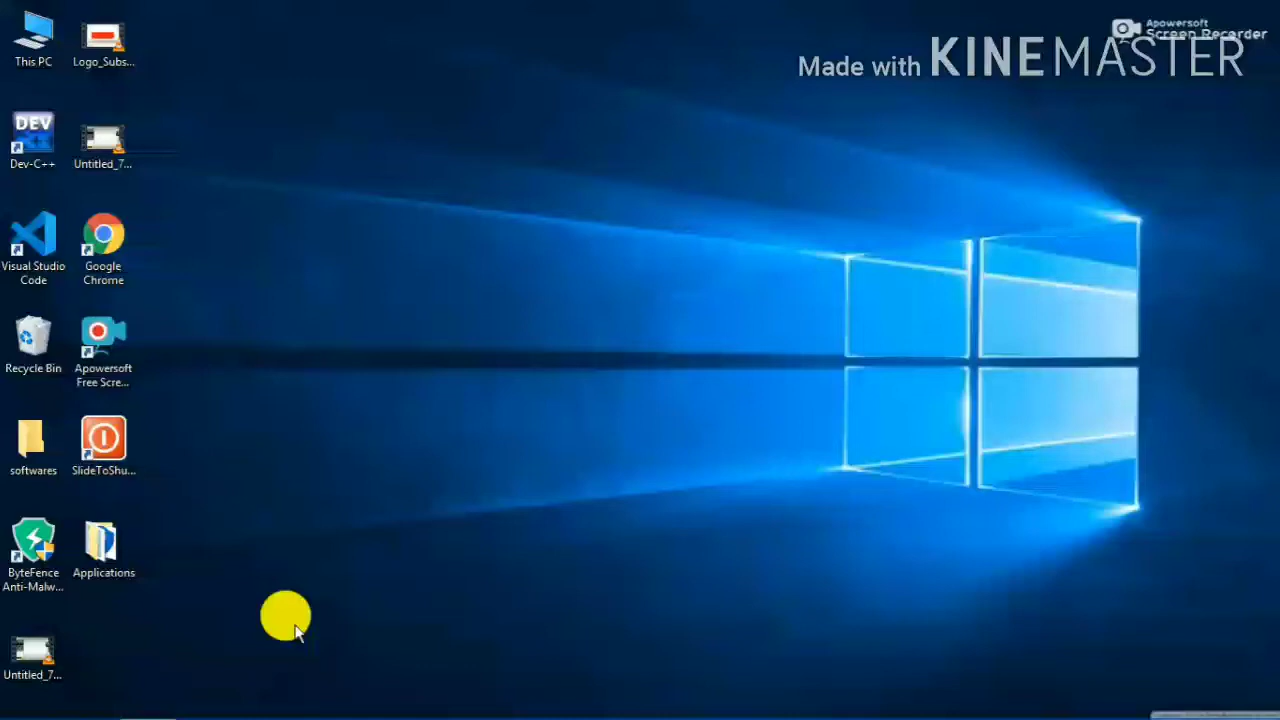 Apowersoft
Screen Recorder
Made with KINEMASTER
This PC
Logo_Subs...
DEV
Dev-C++
Untitled_7...
Visual Studio
Code
Google
Chrome
Recycle Bin
Apowersoft
Free Scre...
softwares
SlideToShu...
ByteFence
Anti-Malw...
Applications
Untitled_7...